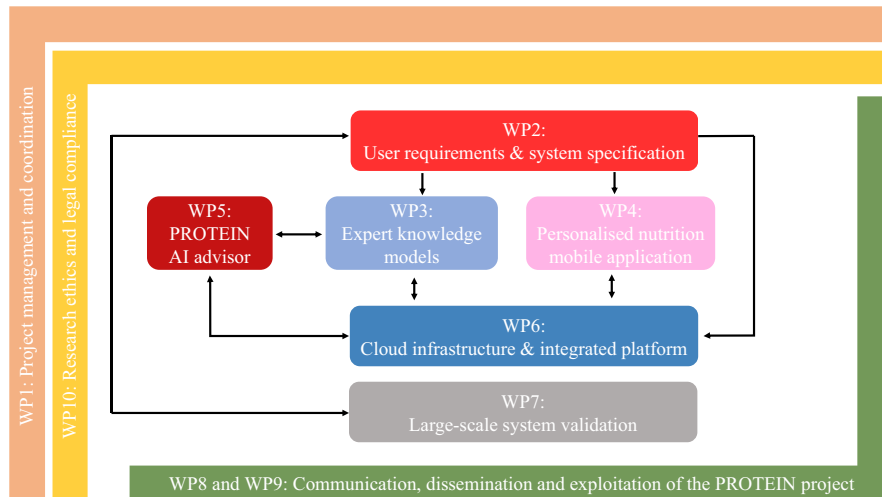 WP1: Project management and coordination
WP10: Research ethics and legal compliance
WP2:
User requirements & system specification
WP5:
PROTEIN
AI advisor
WP3:
Expert knowledge
models
WP4:
Personalised nutrition
mobile application
WP6:
Cloud infrastructure & integrated platform
WP7:
Large-scale system validation
WP8 and WP9: Communication, dissemination and exploitation of the PROTEIN project